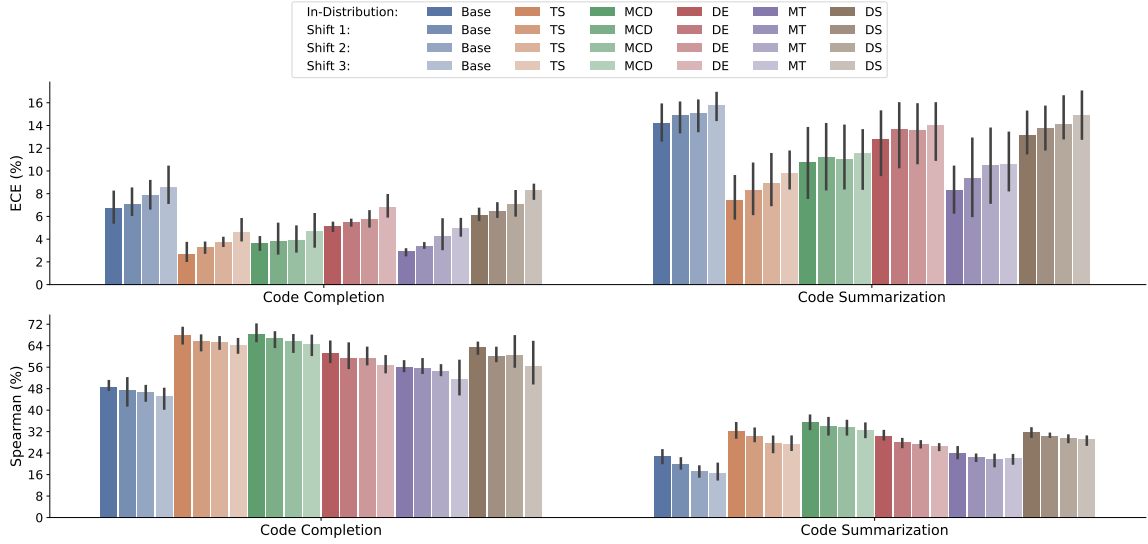 In-Distribution: Base TS MCD DE MT DS
Shift 1: Base TS MCD DE MT DS
Shift 2: Base TS MCD DE MT DS
Shift 3: Base TS MCD DE MT DS
ECE (%)
16
14
12
10
8
6
4
2
0
Code Completion Code Summarization
Spearman (%)
72
64
56
48
40
32
24
16
8
0
Code Completion Code Summarization